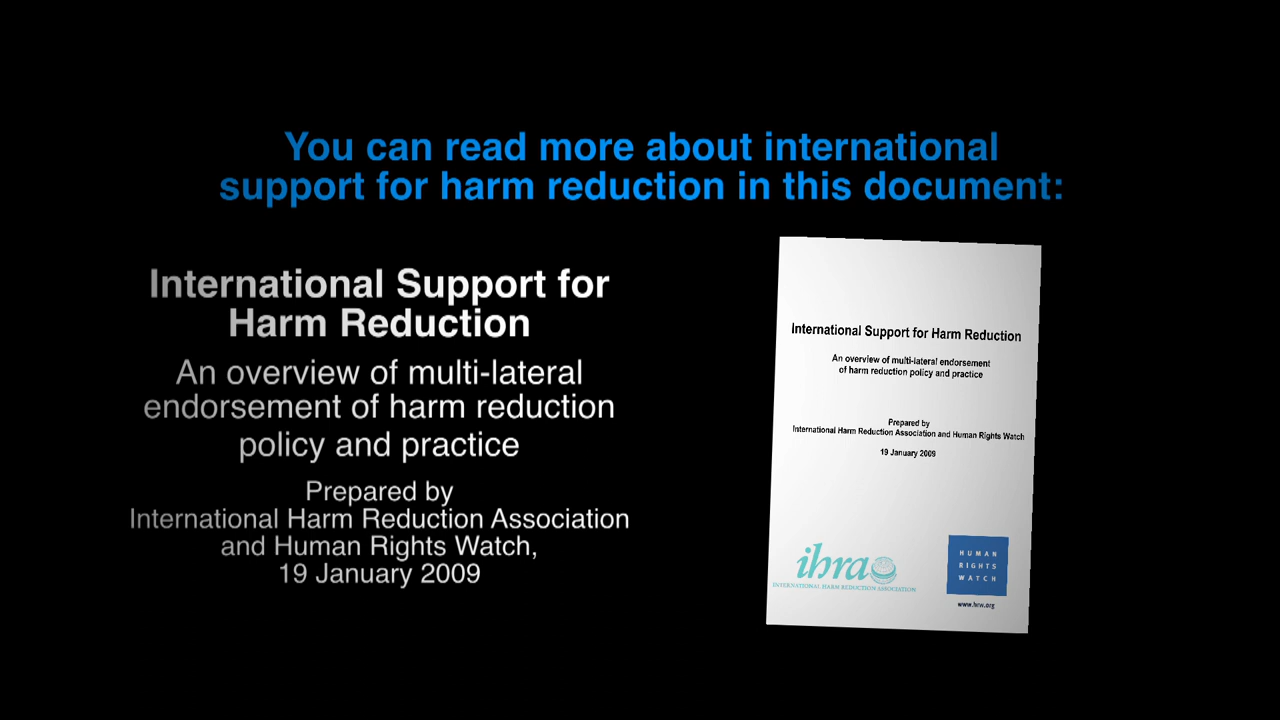 You can read more about international
support for harm reduction in this document:
International Support for
Harm Reduction
An overview of multi-lateral
endorsement of harm reduction
policy and practice
Prepared by
International Harm Reduction Association
and Human Rights Watch,
19 January 2009
International Support for Harm Reduction
An overview of multi-lateral endorsement
of harm reduction policy and practice
Prepared by
International Harm Reduction Association and Human Rights Watch
19 January 2009
ihra
INTERNATIONAL HARM REDUCTION ASSOCIATION
HUMAN
RIGHTS
WATCH
www.hrw.org